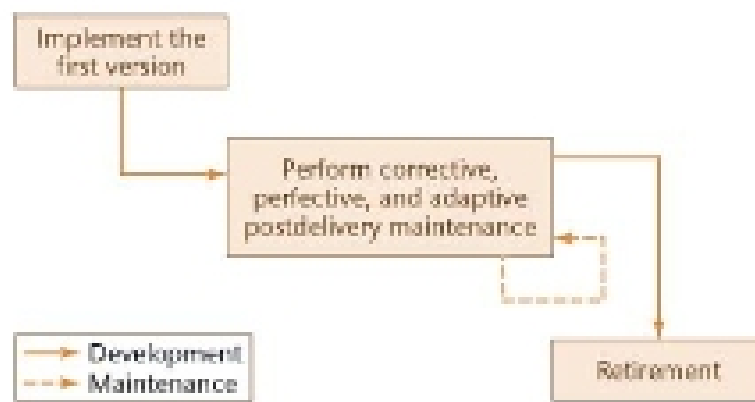 Implement the
first version
Perform corrective,
perfective, and adaptive
postdelivery maintenance
Retirement
Development
Maintenance